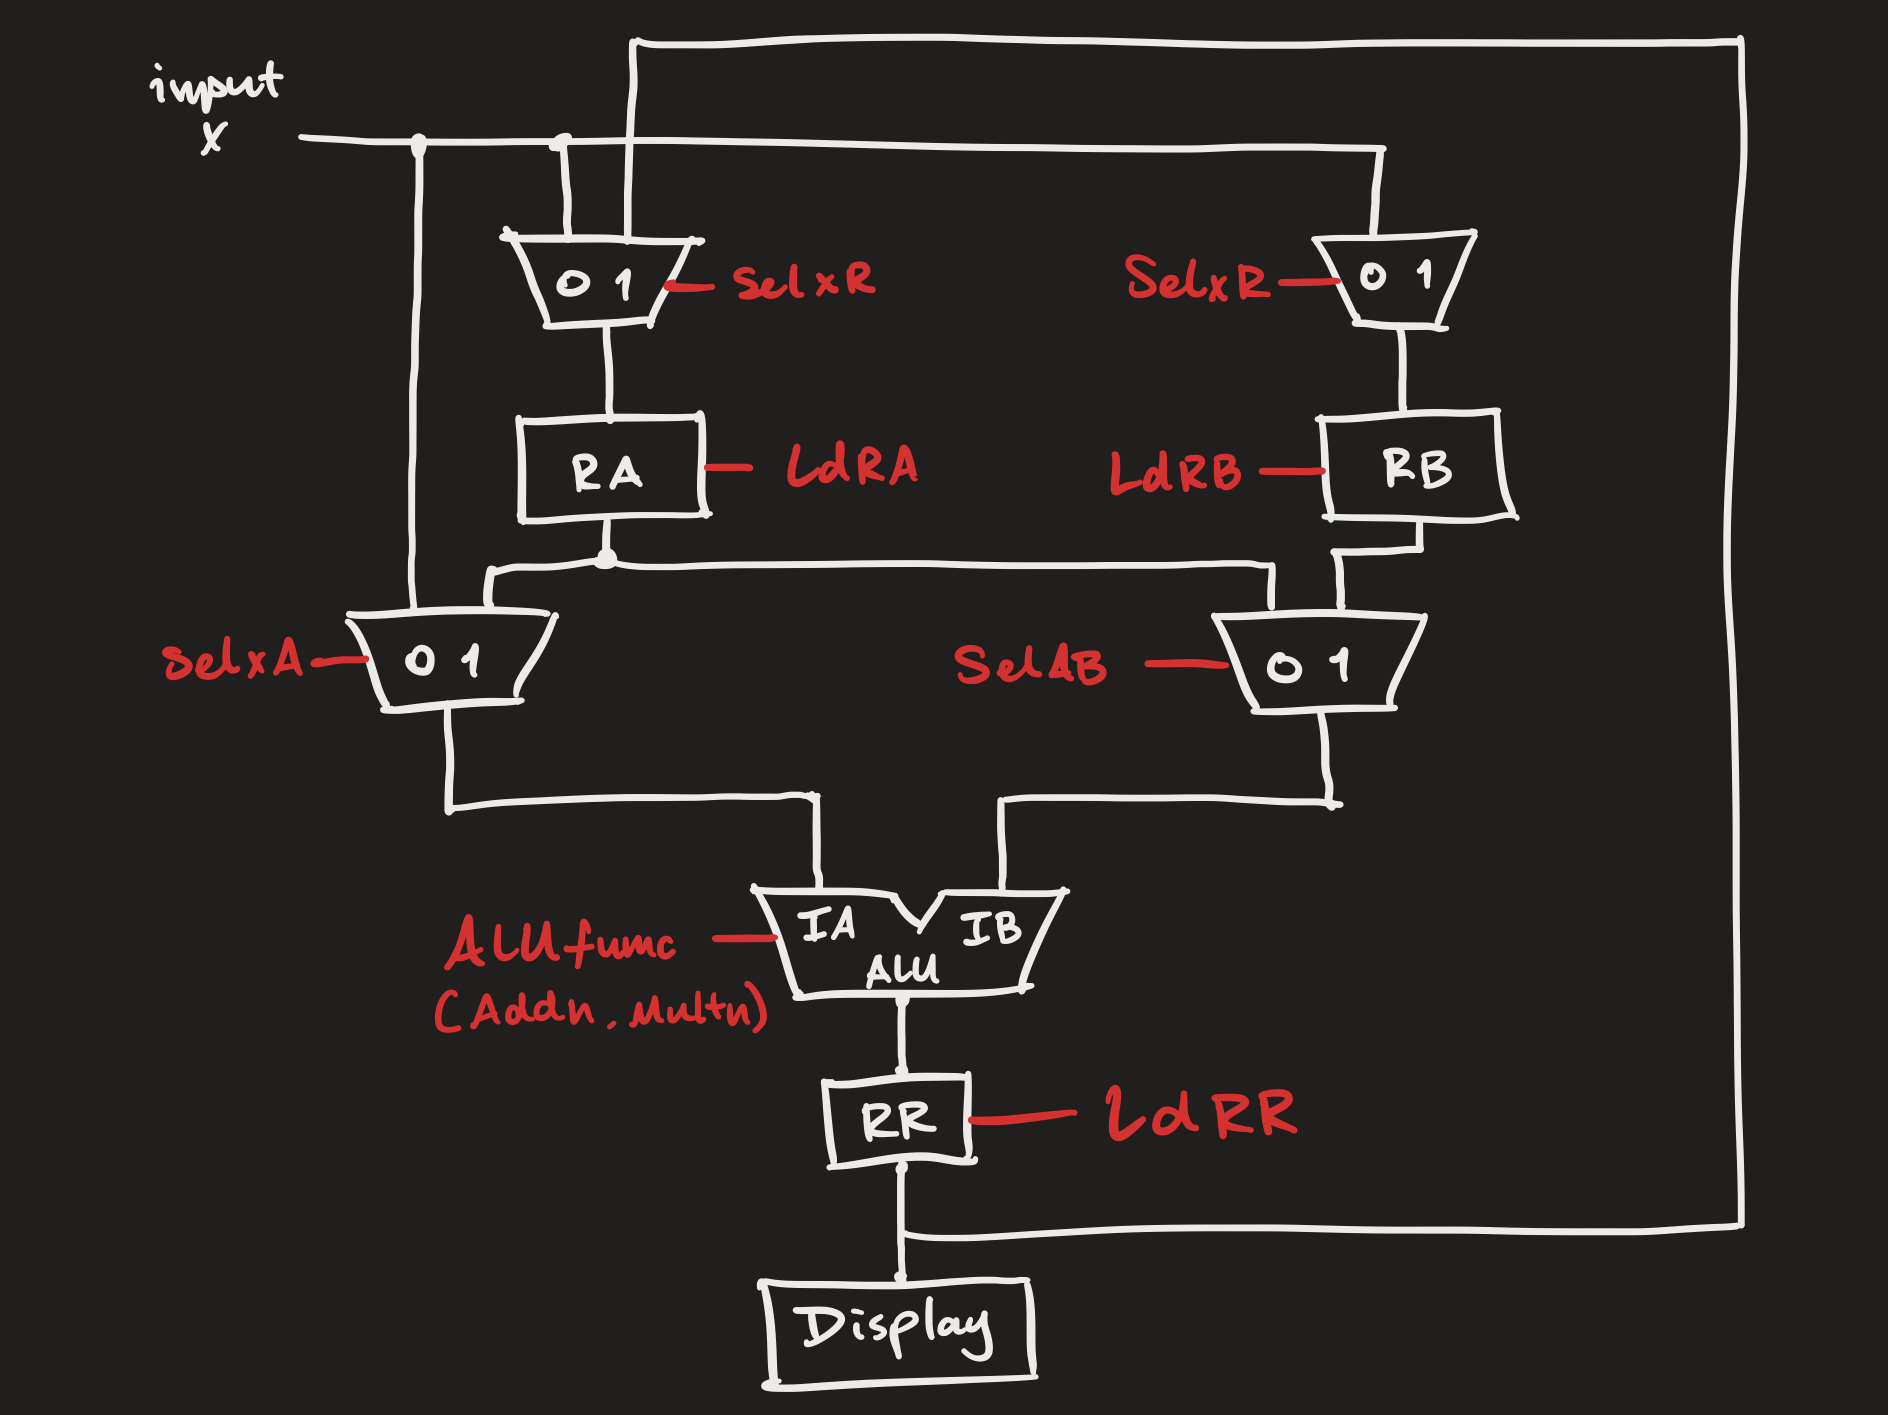 input
x
0 1
SelxR
SelxR
0 1
RA
LdRA
LdRB
RB
SelxA
0 1
SelAB
0 1
IA
IB
ALU
ALUfunc
(Addn, Multn)
RR
LdRR
Display